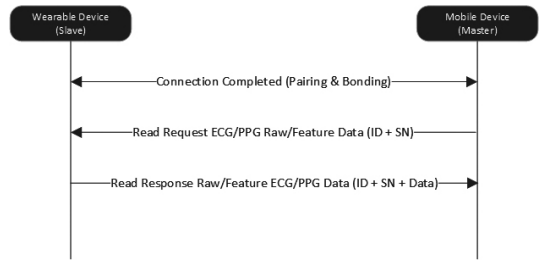 Wearable Device
(Slave)
Mobile Device
(Master)
Connection Completed (Pairing & Bonding)
Read Request ECG/PPG Raw/Feature Data (ID + SN)
Read Response Raw/Feature ECG/PPG Data (ID + SN + Data)